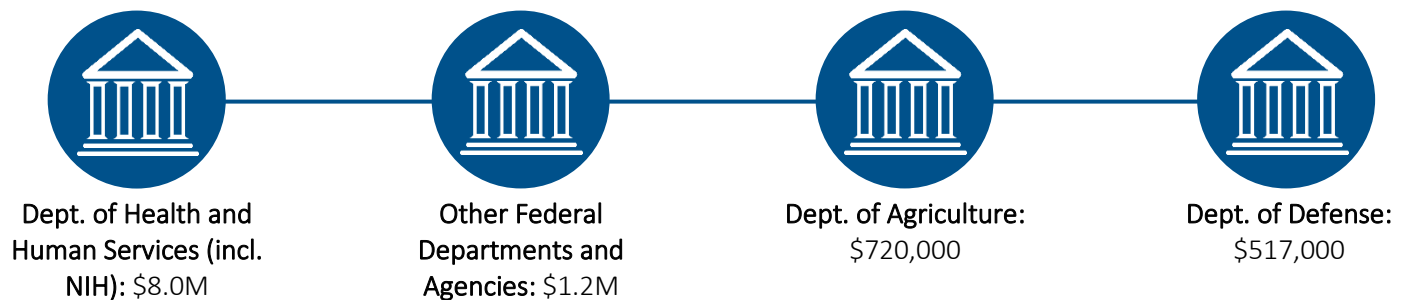 Dept. of Health and
Human Services (incl.
NIH): $8.0M
Other Federal
Departments and
Agencies: $1.2M
Dept. of Agriculture:
$720,000
Dept. of Defense:
$517,000